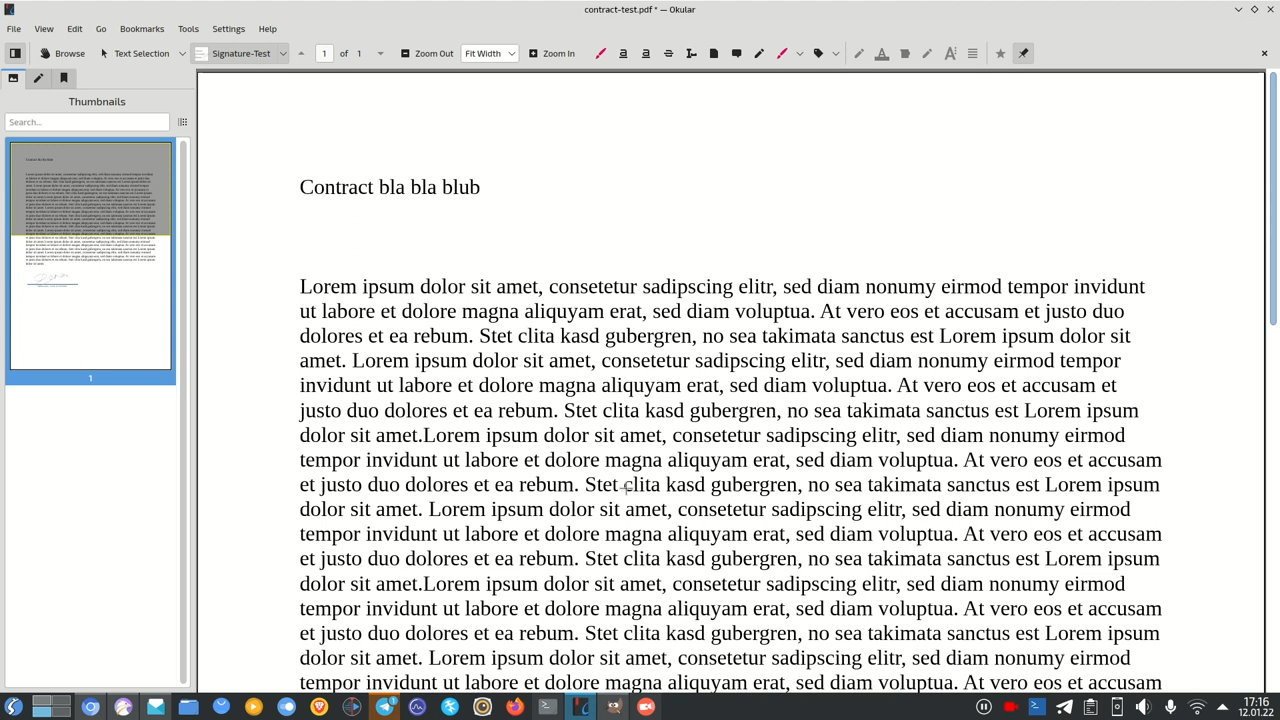 contract-test.pdf * — Okular
File View Edit Go Bookmarks Tools Settings Help
Browse Text Selection Signature-Test 1 of 1 Zoom Out Fit Width Zoom In
Thumbnails
Search...
1
Contract bla bla blub
Lorem ipsum dolor sit amet, consetetur sadipscing elitr, sed diam nonumy eirmod tempor invidunt
ut labore et dolore magna aliquyam erat, sed diam voluptua. At vero eos et accusam et justo duo
dolores et ea rebum. Stet clita kasd gubergren, no sea takimata sanctus est Lorem ipsum dolor sit
amet. Lorem ipsum dolor sit amet, consetetur sadipscing elitr, sed diam nonumy eirmod tempor
invidunt ut labore et dolore magna aliquyam erat, sed diam voluptua. At vero eos et accusam et
justo duo dolores et ea rebum. Stet clita kasd gubergren, no sea takimata sanctus est Lorem ipsum
dolor sit amet.Lorem ipsum dolor sit amet, consetetur sadipscing elitr, sed diam nonumy eirmod
tempor invidunt ut labore et dolore magna aliquyam erat, sed diam voluptua. At vero eos et accusam
et justo duo dolores et ea rebum. Stet clita kasd gubergren, no sea takimata sanctus est Lorem ipsum
dolor sit amet. Lorem ipsum dolor sit amet, consetetur sadipscing elitr, sed diam nonumy eirmod
tempor invidunt ut labore et dolore magna aliquyam erat, sed diam voluptua. At vero eos et accusam
et justo duo dolores et ea rebum. Stet clita kasd gubergren, no sea takimata sanctus est Lorem ipsum
dolor sit amet.Lorem ipsum dolor sit amet, consetetur sadipscing elitr, sed diam nonumy eirmod
tempor invidunt ut labore et dolore magna aliquyam erat, sed diam voluptua. At vero eos et accusam
et justo duo dolores et ea rebum. Stet clita kasd gubergren, no sea takimata sanctus est Lorem ipsum
dolor sit amet. Lorem ipsum dolor sit amet, consetetur sadipscing elitr, sed diam nonumy eirmod
tempor invidunt ut labore et dolore magna aliquyam erat, sed diam voluptua. At vero eos et accusam
17:16
12.01.22